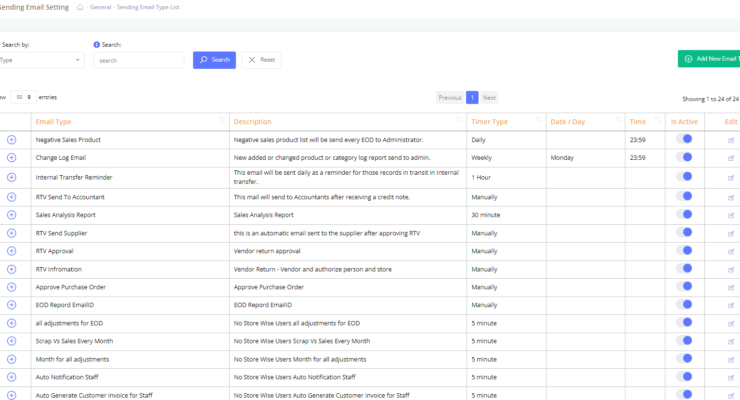 Sending Email Setting - General - Sending Email Type List
Search by: Search:
Type search Search Reset Add New Email T
entries Previous 1 Next Showing 1 to 24 of 24
Email Type Description Timer Type Date / Day Time Is Active Edit
Negative Sales Product Negative sales product list will be send every EOD to Administrator. Daily 23:59
Change Log Email New added or changed product or category log report send to admin. Weekly Monday 23:59
Internal Transfer Reminder This email will be sent daily as a reminder for those records in transit in internal 1 Hour
transfer.
RTV Send To Accountant This mail will send to Accountants after receiving a credit note. Manually
Sales Analysis Report Sales Analysis Report 30 minute
RTV Send Supplier this is an automatic email sent to the supplier after approving RTV Manually
RTV Approval Vendor return approval Manually
RTV Infromation Vendor Return - Vendor and authorize person and store Manually
Approve Purchase Order Approve Purchase Order Manually
EOD Repord EmailID EOD Repord EmailID Manually
all adjustments for EOD No Store Wise Users all adjustments for EOD 5 minute
Scrap Vs Sales Every Month No Store Wise Users Scrap Vs Sales Every Month 5 minute
Month for all adjustments No Store Wise Users Month for all adjustments 5 minute
Auto Notification Staff No Store Wise Users Auto Notification Staff 5 minute
Auto Generate Customer Invoice for Staff No Store Wise Users Auto Generate Customer Invoice for Staff 5 minute